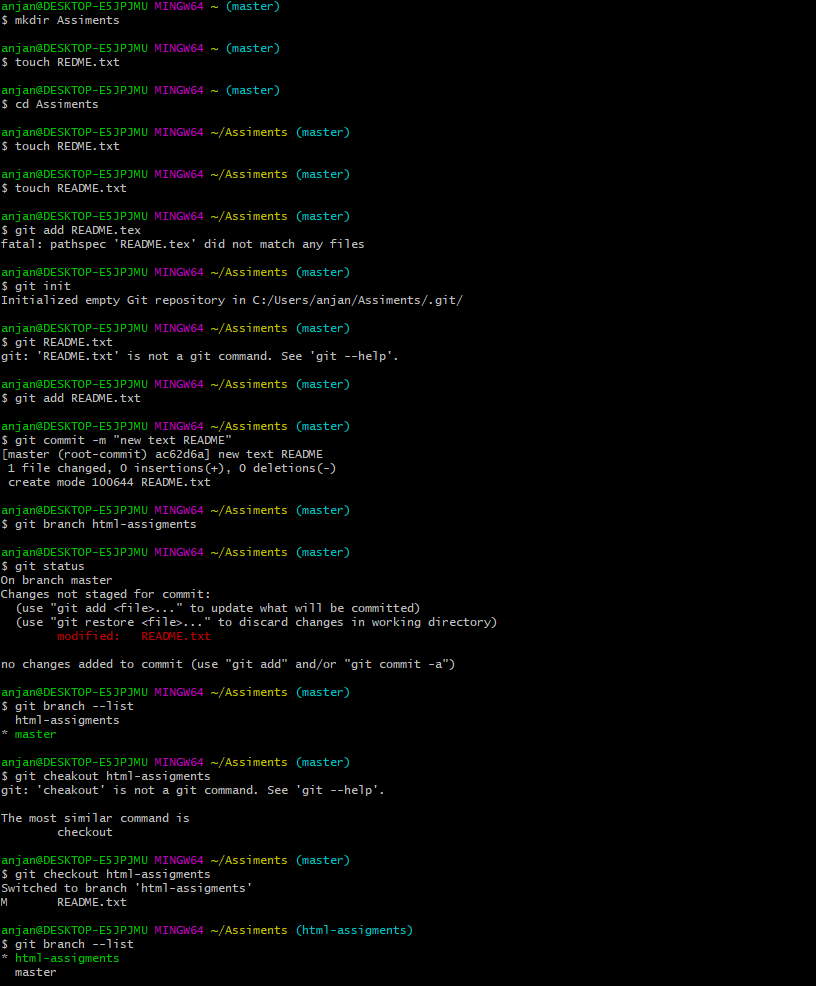 anjan@DESKTOP-E5JPJMU MINGW64 ~ (master)
$ mkdir Assiments

anjan@DESKTOP-E5JPJMU MINGW64 ~ (master)
$ touch REDME.txt

anjan@DESKTOP-E5JPJMU MINGW64 ~ (master)
$ cd Assiments

anjan@DESKTOP-E5JPJMU MINGW64 ~/Assiments (master)
$ touch REDME.txt

anjan@DESKTOP-E5JPJMU MINGW64 ~/Assiments (master)
$ touch README.txt

anjan@DESKTOP-E5JPJMU MINGW64 ~/Assiments (master)
$ git add README.tex
fatal: pathspec 'README.tex' did not match any files

anjan@DESKTOP-E5JPJMU MINGW64 ~/Assiments (master)
$ git init
Initialized empty Git repository in C:/Users/anjan/Assiments/.git/

anjan@DESKTOP-E5JPJMU MINGW64 ~/Assiments (master)
$ git README.txt
git: 'README.txt' is not a git command. See 'git --help'.

anjan@DESKTOP-E5JPJMU MINGW64 ~/Assiments (master)
$ git add README.txt

anjan@DESKTOP-E5JPJMU MINGW64 ~/Assiments (master)
$ git commit -m "new text README"
[master (root-commit) ac62d6a] new text README
 1 file changed, 0 insertions(+), 0 deletions(-)
 create mode 100644 README.txt

anjan@DESKTOP-E5JPJMU MINGW64 ~/Assiments (master)
$ git branch html-assigments

anjan@DESKTOP-E5JPJMU MINGW64 ~/Assiments (master)
$ git status
On branch master
Changes not staged for commit:
  (use "git add <file>..." to update what will be committed)
  (use "git restore <file>..." to discard changes in working directory)
        modified:   README.txt

no changes added to commit (use "git add" and/or "git commit -a")

anjan@DESKTOP-E5JPJMU MINGW64 ~/Assiments (master)
$ git branch --list
  html-assigments
* master

anjan@DESKTOP-E5JPJMU MINGW64 ~/Assiments (master)
$ git cheakout html-assigments
git: 'cheakout' is not a git command. See 'git --help'.

The most similar command is
        checkout

anjan@DESKTOP-E5JPJMU MINGW64 ~/Assiments (master)
$ git checkout html-assigments
Switched to branch 'html-assigments'
M       README.txt

anjan@DESKTOP-E5JPJMU MINGW64 ~/Assiments (html-assigments)
$ git branch --list
* html-assigments
  master